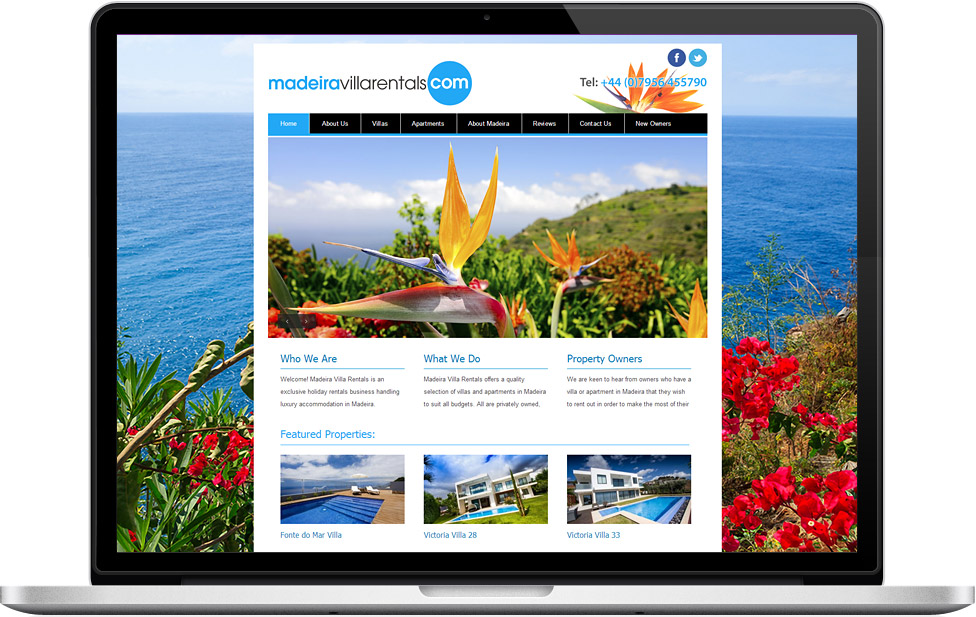 madeiravillarentals.com
Tel: +44 (0)7956 455790
Home About Us Villas Apartments About Madeira Reviews Contact Us New Owners
Who We Are
Welcome! Madeira Villa Rentals is an
exclusive holiday rentals business handling
luxury accommodation in Madeira.
What We Do
Madeira Villa Rentals offers a quality
selection of villas and apartments in Madeira
to suit all budgets. All are privately owned,
Property Owners
We are keen to hear from owners who have a
villa or apartment in Madeira that they wish
to rent out in order to make the most of their
Featured Properties:
Fonte do Mar Villa
Victoria Villa 28
Victoria Villa 33